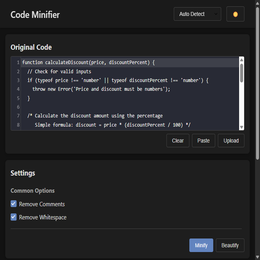 Code Minifier
Auto Detect
Original Code
1 function calculateDiscount(price, discountPercent) {
2 // Check for valid inputs
3 if (typeof price !== 'number' || typeof discountPercent !== 'number') {
4 throw new Error('Price and discount must be numbers');
5 }
6
7 /* Calculate the discount amount using the percentage
8 Simple formula: discount = price * (discountPercent / 100) */
Clear Paste Upload
Settings
Common Options
Remove Comments
Remove Whitespace
Minify Beautify